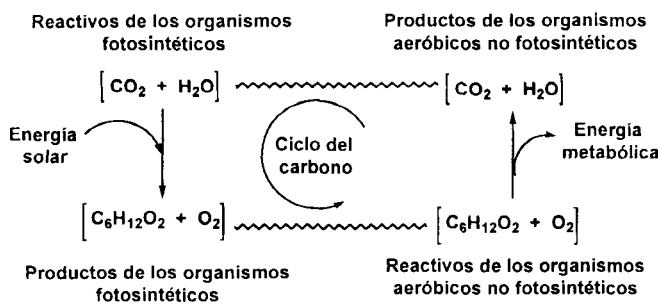 Reactivos de los organismos
fotosintéticos
Productos de los organismos
aeróbicos no fotosintéticos
[CO₂ + H₂O]
[CO₂ + H₂O]
Energía
solar
Ciclo del
carbono
Energía
metabólica
[C₆H₁₂O₂ + O₂]
[C₆H₁₂O₂ + O₂]
Productos de los organismos
fotosintéticos
Reactivos de los organismos
aeróbicos no fotosintéticos